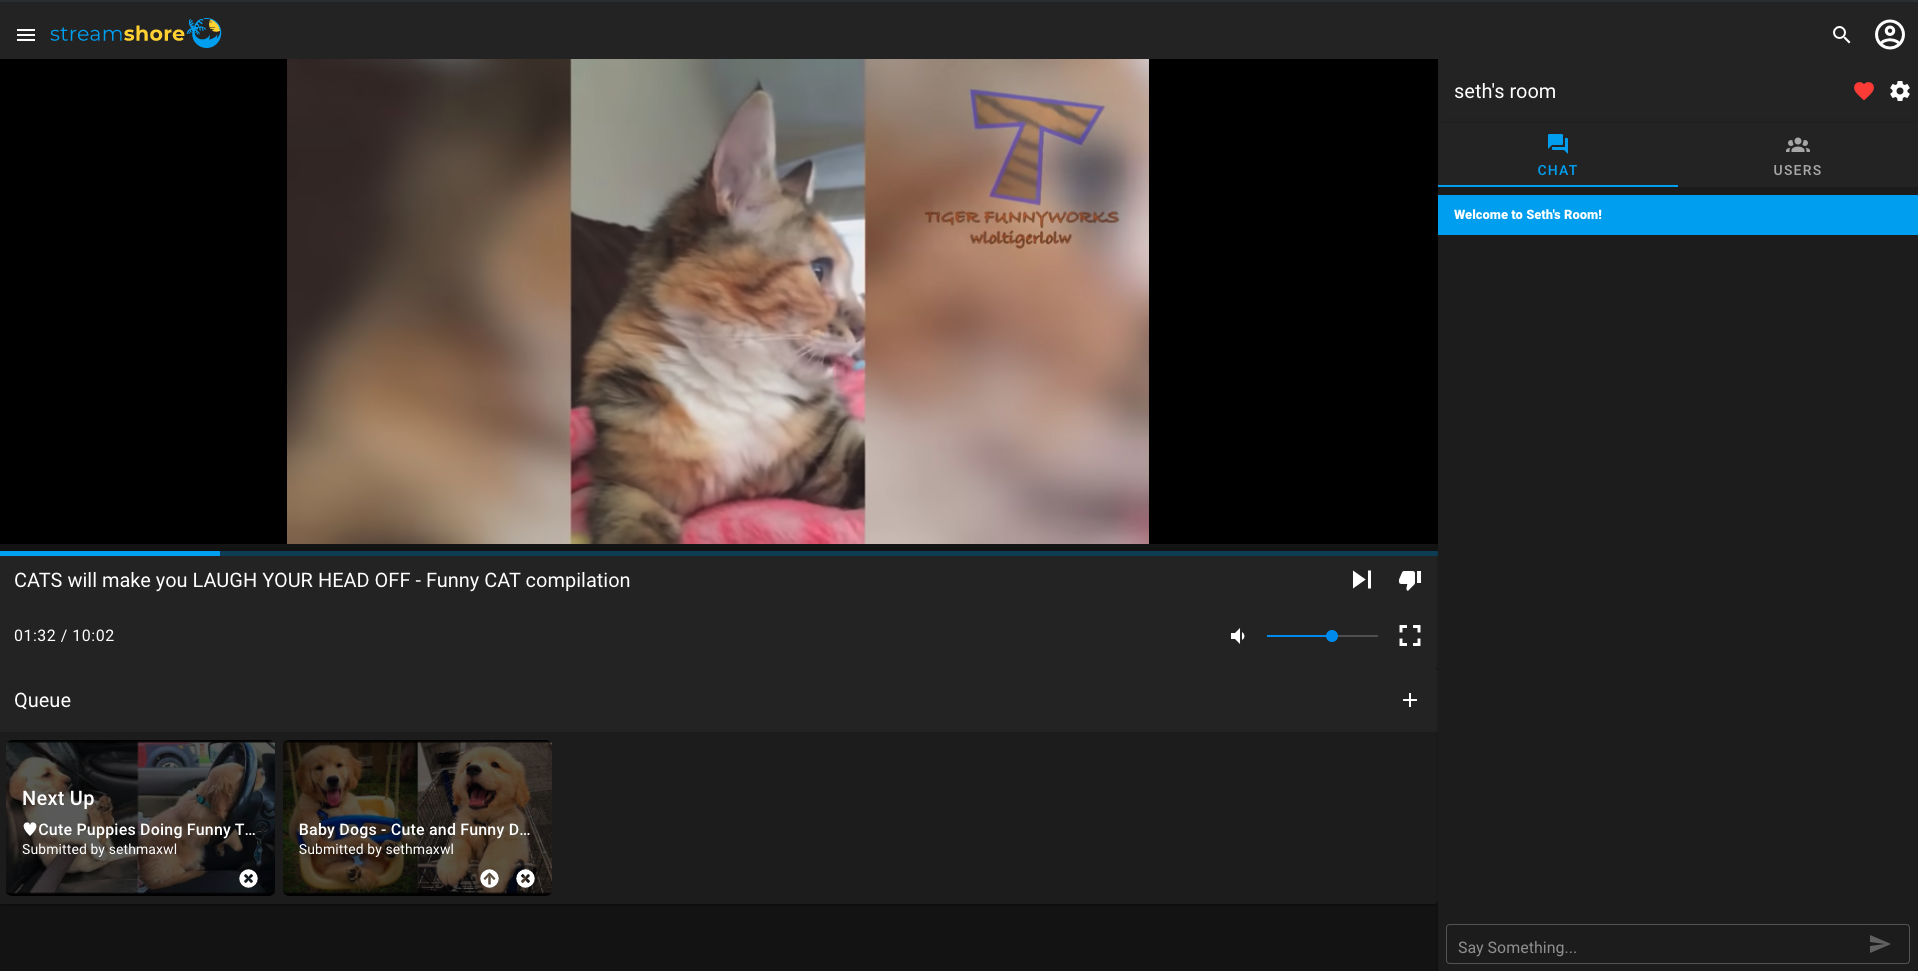 streamshore
T
TIGER FUNNYWORKS
wloltigerlolw
seth's room
CHAT
USERS
Welcome to Seth's Room!
CATS will make you LAUGH YOUR HEAD OFF - Funny CAT compilation
01:32 / 10:02
Queue
Next Up
♥Cute Puppies Doing Funny T...
Submitted by sethmaxwl
Baby Dogs - Cute and Funny D...
Submitted by sethmaxwl
Say Something...